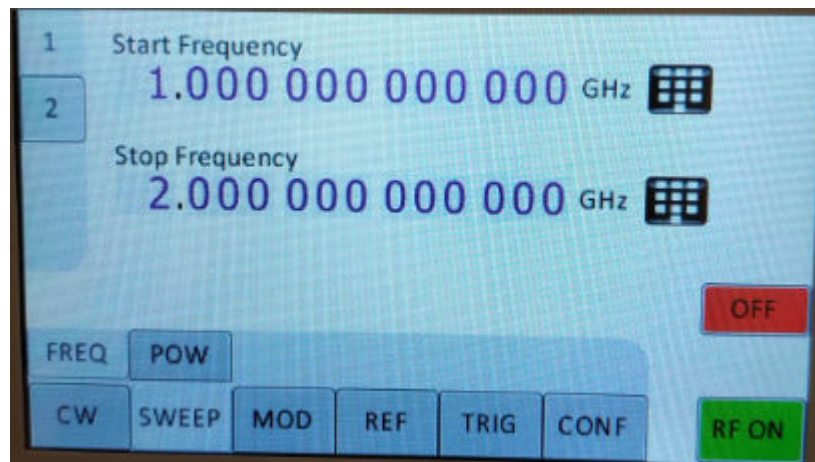 1
Start Frequency
1.000 000 000 000 GHz
2
Stop Frequency
2.000 000 000 000 GHz
OFF
FREQ POW
CW SWEEP MOD REF TRIG CONF RF ON